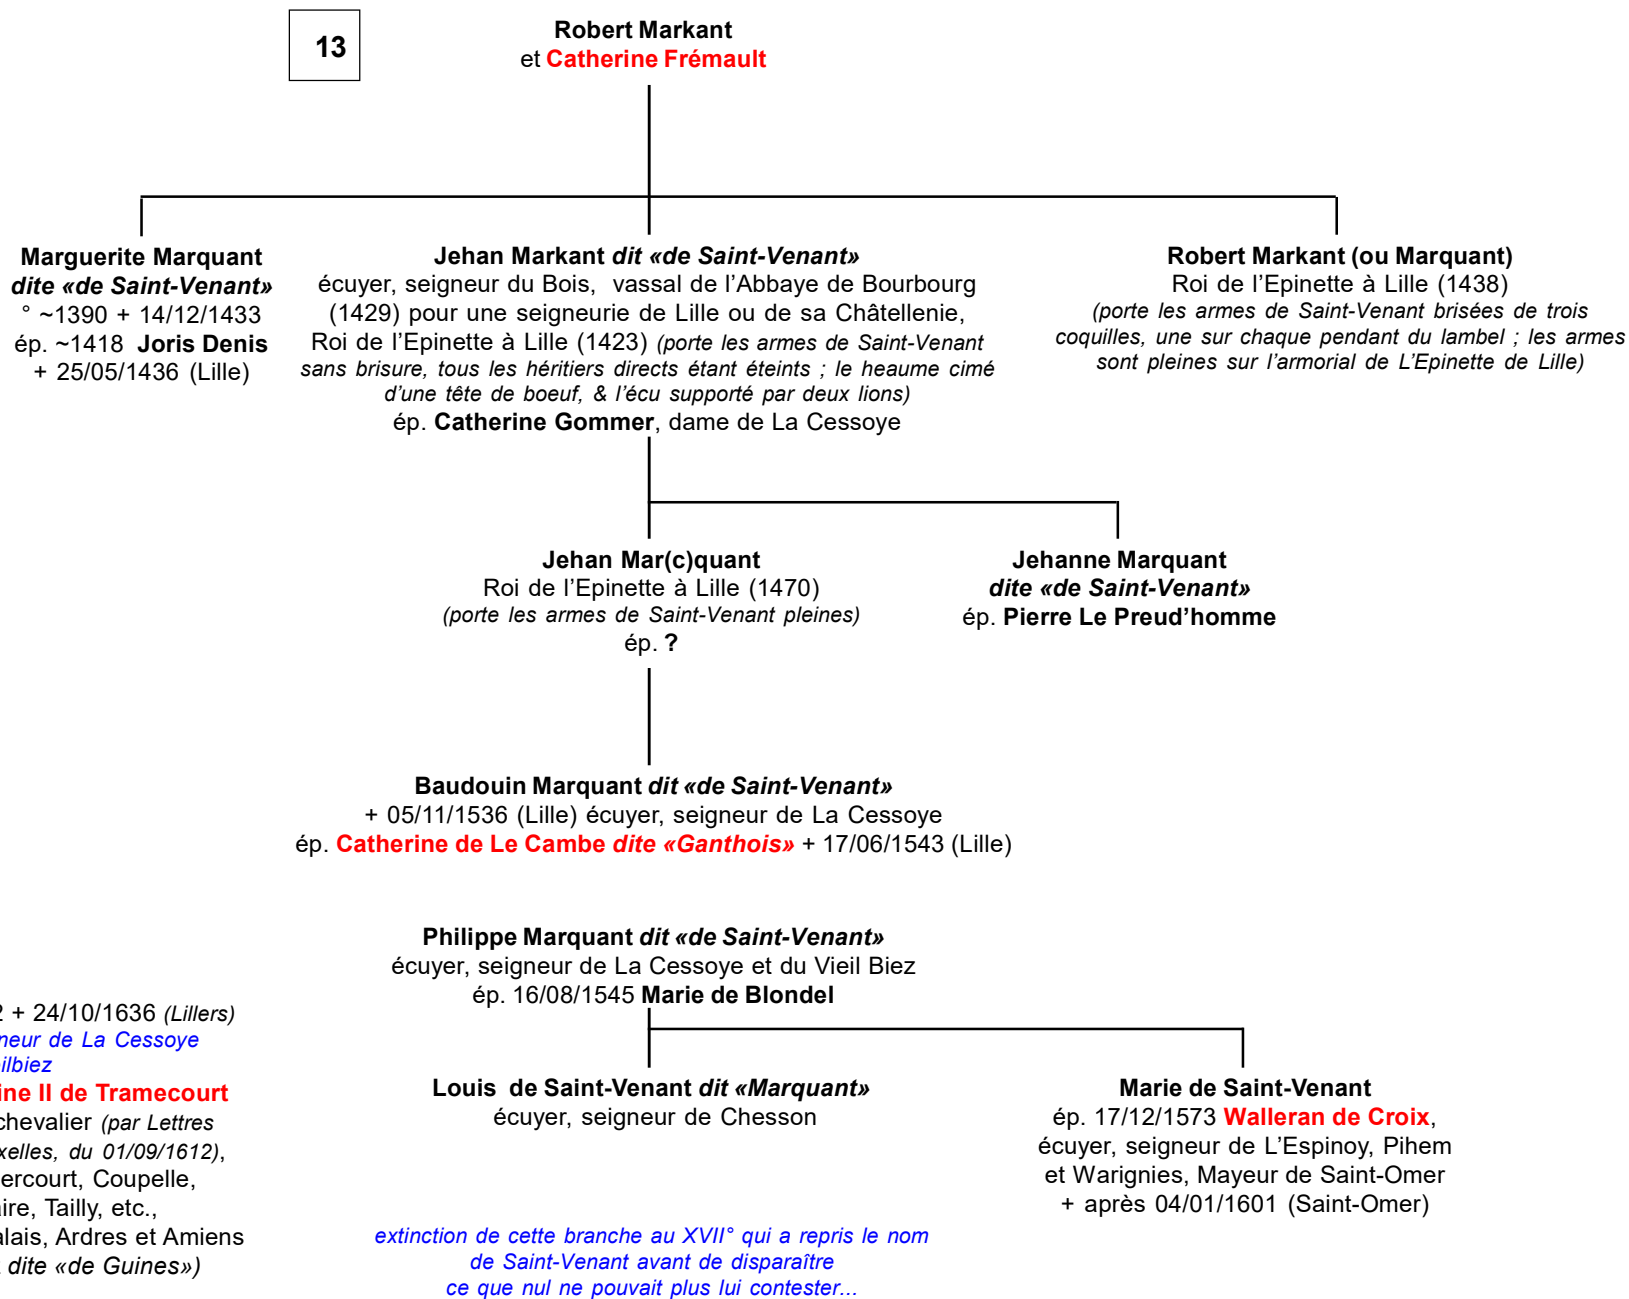 13
Robert Markant
et Catherine Frémault
Marguerite Marquant
dite «de Saint-Venant»
° ~1390 + 14/12/1433
ép. ~1418 Joris Denis
+ 25/05/1436 (Lille)
Jehan Markant dit «de Saint-Venant»
écuyer, seigneur du Bois, vassal de l'Abbaye de Bourbourg
(1429) pour une seigneurie de Lille ou de sa Châtellenie,
Roi de l'Epinette à Lille (1423) (porte les armes de Saint-Venant
sans brisure, tous les héritiers directs étant éteints ; le heaume cimé
d'une tête de boeuf, & l'écu supporté par deux lions)
ép. Catherine Gommer, dame de La Cessoye
Robert Markant (ou Marquant)
Roi de l'Epinette à Lille (1438)
(porte les armes de Saint-Venant brisées de trois
coquilles, une sur chaque pendant du lambel ; les armes
sont pleines sur l'armorial de L'Epinette de Lille)
Jehan Mar(c)quant
Roi de l'Epinette à Lille (1470)
(porte les armes de Saint-Venant pleines)
ép. ?
Jehanne Marquant
dite «de Saint-Venant»
ép. Pierre Le Preud'homme
Baudouin Marquant dit «de Saint-Venant»
+ 05/11/1536 (Lille) écuyer, seigneur de La Cessoye
ép. Catherine de Le Cambe dite «Ganthois» + 17/06/1543 (Lille)
Philippe Marquant dit «de Saint-Venant»
écuyer, seigneur de La Cessoye et du Vieil Biez
ép. 16/08/1545 Marie de Blondel
2 + 24/10/1636 (Lillers)
neur de La Cessoye
ilbiez
ine II de Tramecourt
chevalier (par Lettres
xelles, du 01/09/1612),
ercourt, Coupelle,
ire, Tailly, etc.,
alais, Ardres et Amiens
dite «de Guines»)
Louis de Saint-Venant dit «Marquant»
écuyer, seigneur de Chesson
Marie de Saint-Venant
ép. 17/12/1573 Walleran de Croix,
écuyer, seigneur de L'Espinoy, Pihem
et Warignies, Mayeur de Saint-Omer
+ après 04/01/1601 (Saint-Omer)
extinction de cette branche au XVII° qui a repris le nom
de Saint-Venant avant de disparaître
ce que nul ne pouvait plus lui contester...